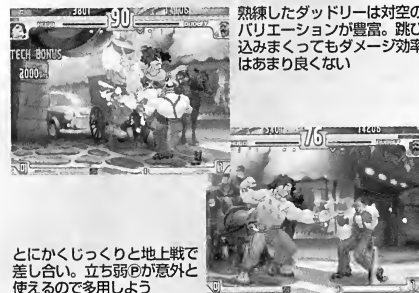 3801
90
DUDLEY
TECH BONUS
2000
熟練したダッドリーは対空の
バリエーションが豊富。跳び
込みまくってもダメージ効率
はあまり良くない
76
14206
とにかくじっくりと地上戦で
差し合い。立ち弱Ⓟが意外と
使えるので多用しよう